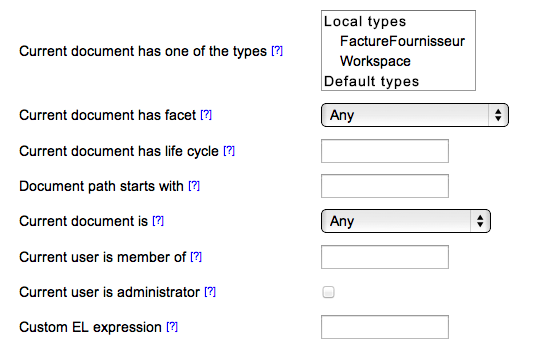 Current document has one of the types [?]
Local types
FactureFournisseur
Workspace
Default types
Current document has facet [?] Any
Current document has life cycle [?]
Document path starts with [?]
Current document is [?] Any
Current user is member of [?]
Current user is administrator [?]
Custom EL expression [?]